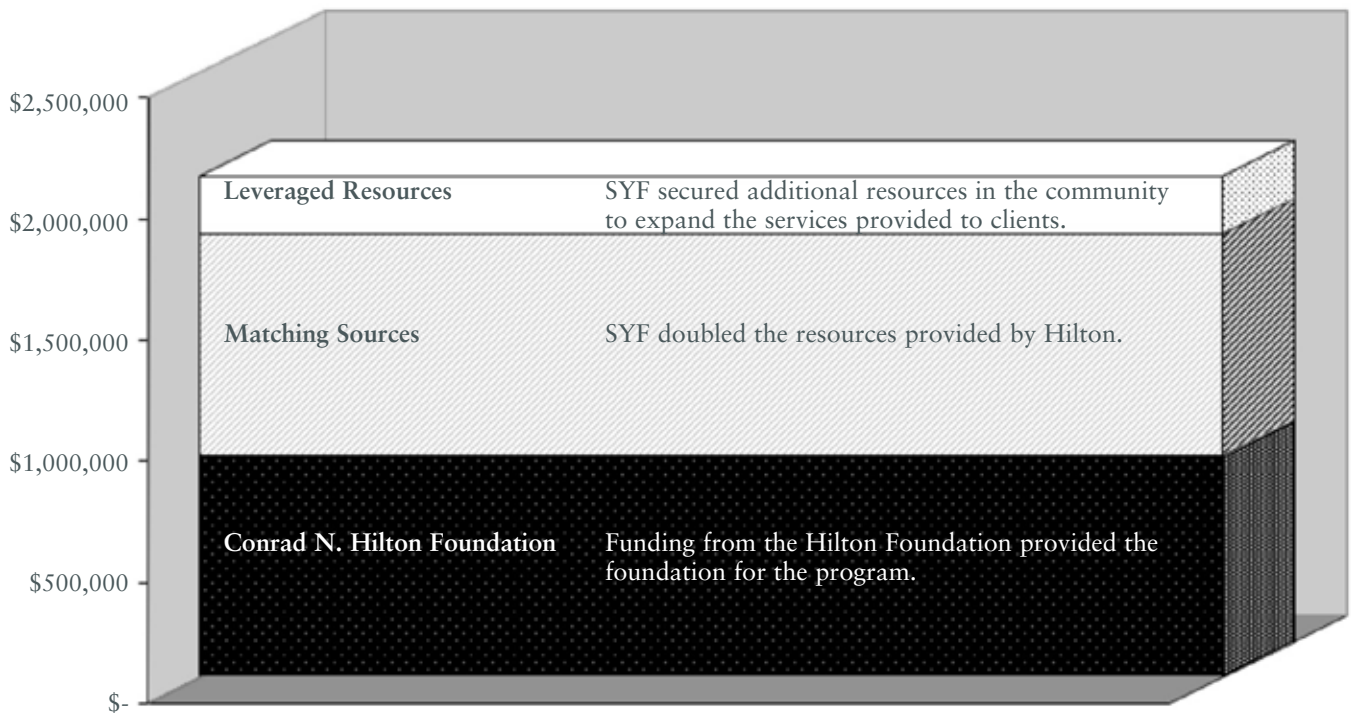 $2,500,000
Leveraged Resources SYF secured additional resources in the community
to expand the services provided to clients.
$2,000,000
Matching Sources SYF doubled the resources provided by Hilton.
$1,500,000
$1,000,000
Conrad N. Hilton Foundation Funding from the Hilton Foundation provided the
foundation for the program.
$500,000
$-